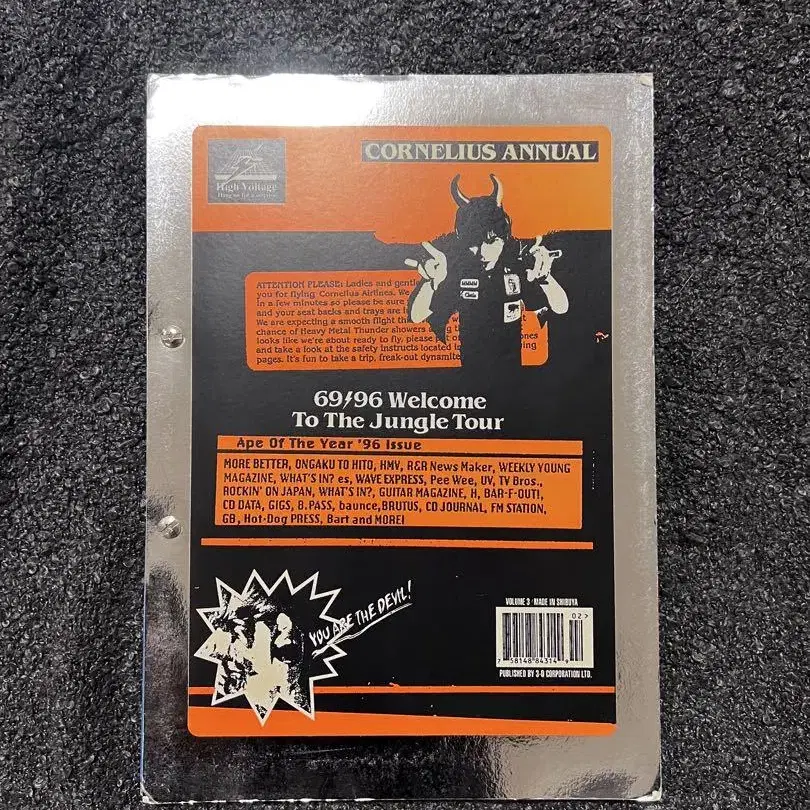 High Voltage
CORNELIUS ANNUAL
ATTENTION PLEASE: Ladies and gentle
you for flying Cornelius Airlines. We
In a few minutes so please be sure
and your seat backs and trays are
We are expecting a smooth flight
chance of Heavy Metal Thunder showers
looks like we're about ready to fly, please
and take a look at the safety instructs located
pages. It's fun to take a trip, freak-out dynamite
69/96 Welcome
To The Jungle Tour
Ape Of The Year '96 Issue
MORE BETTER, ONGAKU TO HITO, HMV, R&R News Maker, WEEKLY YOUNG
MAGAZINE, WHAT'S IN? es, WAVE EXPRESS, Pee Wee, UV, TV Bros.,
ROCKIN' ON JAPAN, WHAT'S IN?, GUITAR MAGAZINE, H, BAR-F-OUT!,
CD DATA, GIGS, B.PASS, baunce,BRUTUS, CD JOURNAL, FM STATION,
GB, Hot-Dog PRESS, Bart and MORE!
YOU ARE THE DEVIL!
VOLUME 3 / MADE IN SHIBUYA
02>
7 58148 84314 9
PUBLISHED BY 3-D CORPORATION LTD.